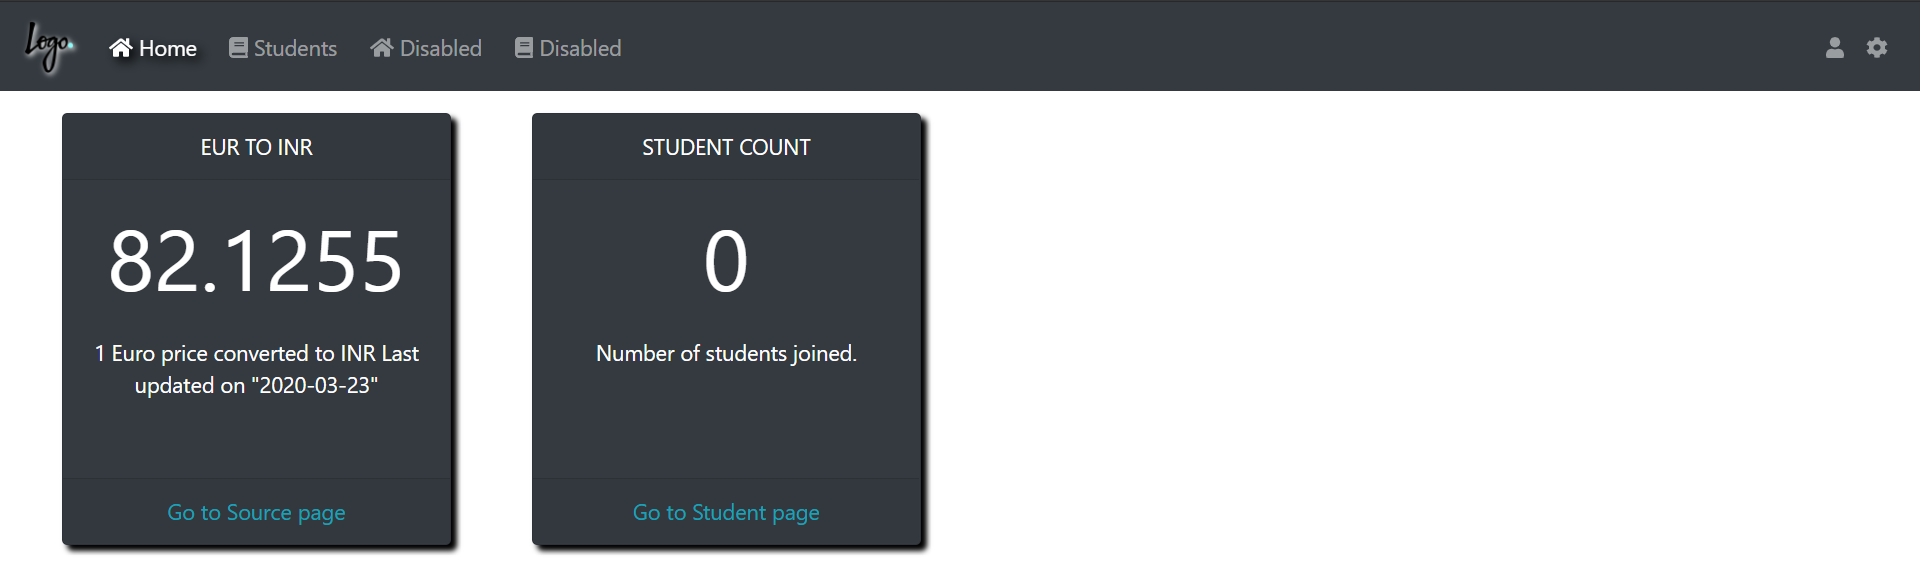 Logo.
Home Students Disabled Disabled
EUR TO INR
82.1255
1 Euro price converted to INR Last
updated on "2020-03-23"
Go to Source page
STUDENT COUNT
0
Number of students joined.
Go to Student page